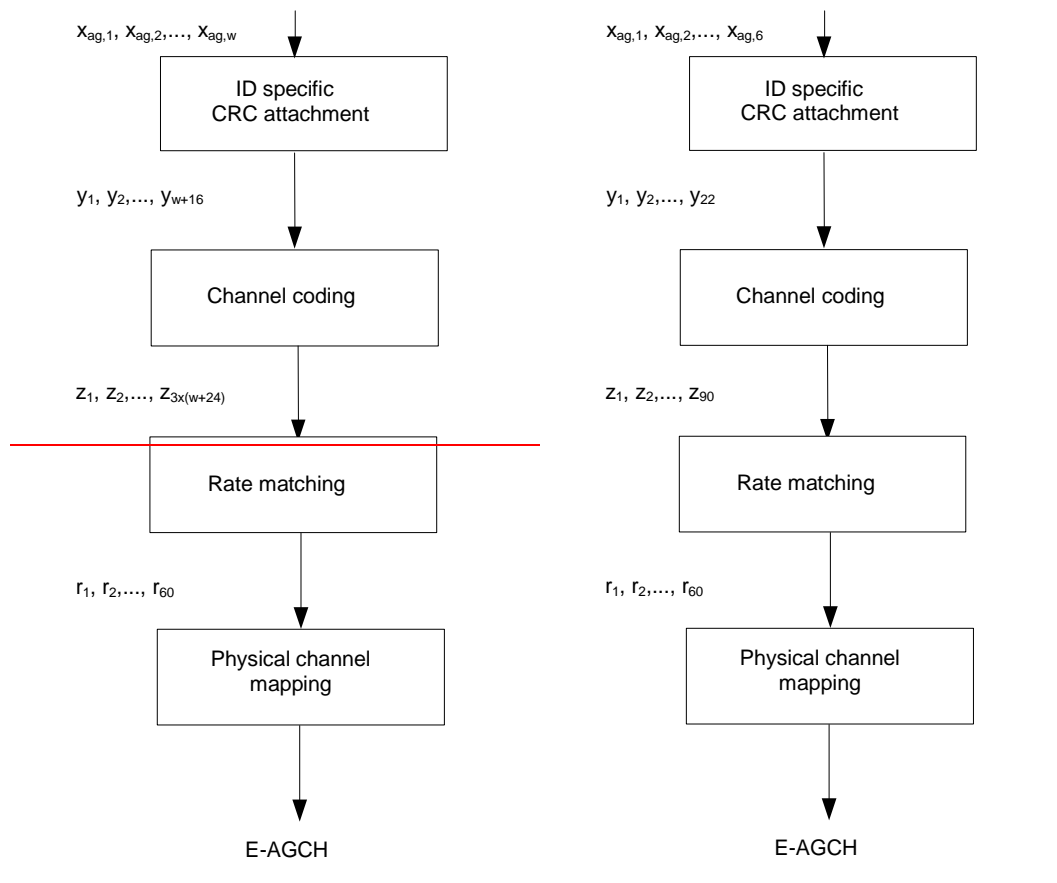 x_ag,1, x_ag,2,..., x_ag,w
ID specific
CRC attachment
y_1, y_2,..., y_w+16
Channel coding
z_1, z_2,..., z_3x(w+24)
Rate matching
r_1, r_2,..., r_60
Physical channel
mapping
E-AGCH
x_ag,1, x_ag,2,..., x_ag,6
ID specific
CRC attachment
y_1, y_2,..., y_22
Channel coding
z_1, z_2,..., z_90
Rate matching
r_1, r_2,..., r_60
Physical channel
mapping
E-AGCH